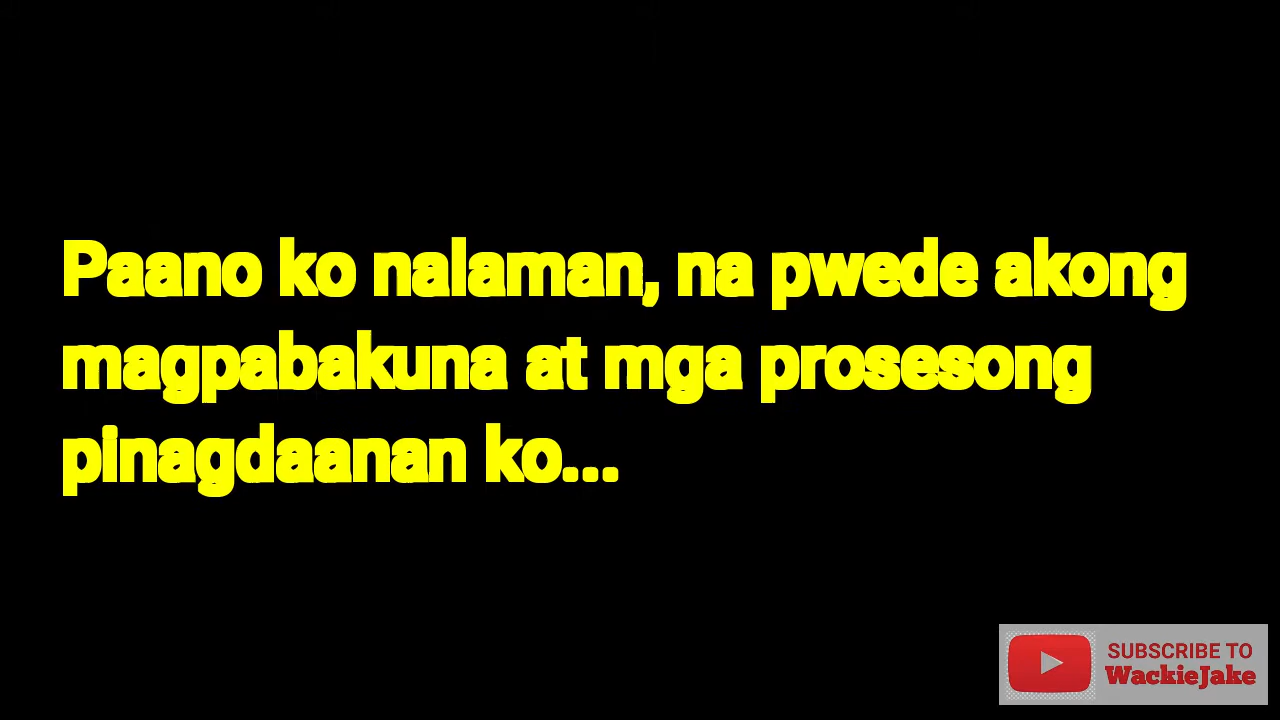 Paano ko nalaman, na pwede akong
magpabakuna at mga prosesong
pinagdaanan ko...
SUBSCRIBE TO
WackieJake